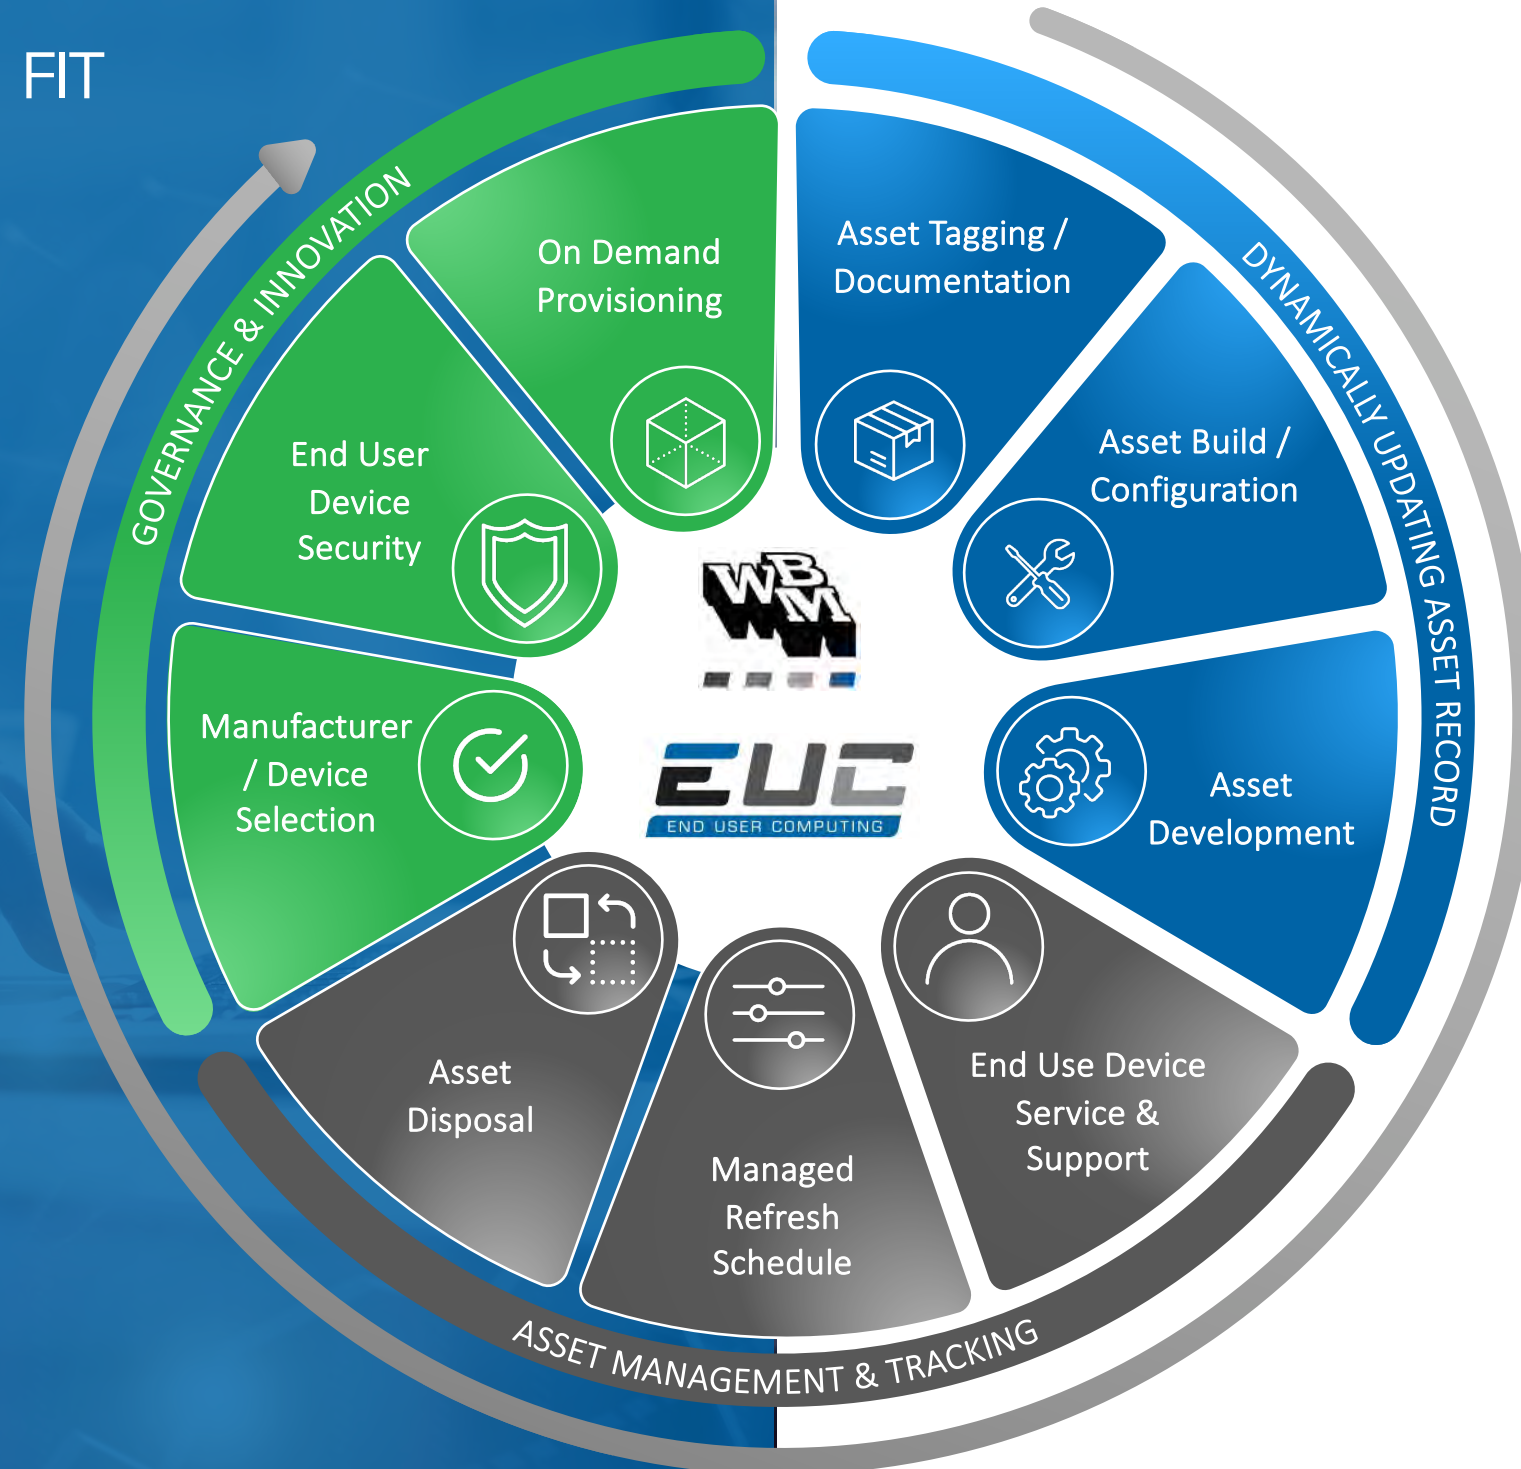 FIT
On Demand
Provisioning
Asset Tagging /
Documentation
Asset Build /
Configuration
Asset
Development
End Use Device
Service &
Support
Managed
Refresh
Schedule
Asset
Disposal
Manufacturer
/ Device
Selection
End User
Device
Security
GOVERNANCE & INNOVATION
DYNAMICALLY UPDATING ASSET RECORD
ASSET MANAGEMENT & TRACKING
WBM
EUC
END USER COMPUTING